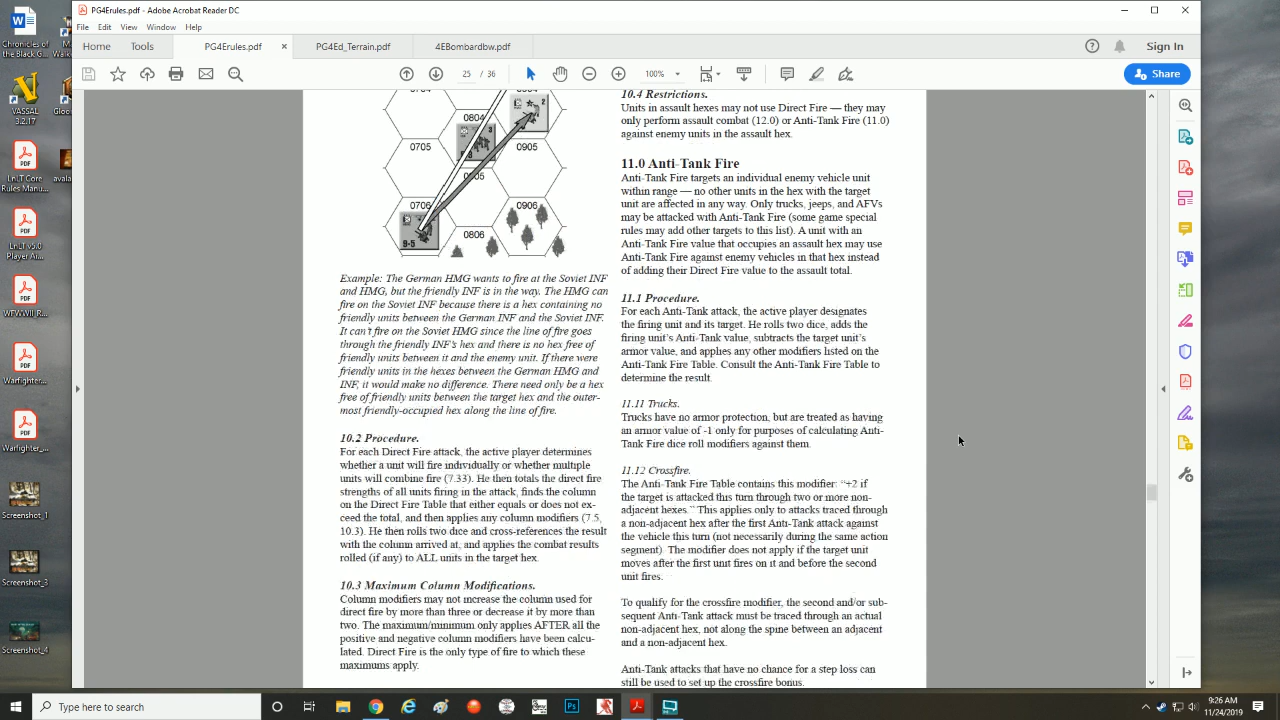 PG4Erules.pdf - Adobe Acrobat Reader DC
File Edit View Window Help
Home Tools PG4Erules.pdf PG4Ed_Terrain.pdf 4EBombardbw.pdf Sign In
25 / 36 100% Share
Chronicles of
the Black G...
VASSAL
3.2.17
LnLT Core
Rules Manu...
LnLT v5.0
Player Ai...
WFWWII_R...
Warfighter...
Warfighter_...
Screenshot_1
Screenshot_3
Screenshot_4
0804
0705
0905
0706
0906
0806
9-5
Example: The German HMG wants to fire at the Soviet INF
and HMG, but the friendly INF is in the way. The HMG can
fire on the Soviet INF because there is a hex containing no
friendly units between the German INF and the Soviet INF.
It can't fire on the Soviet HMG since the line of fire goes
through the friendly INF's hex and there is no hex free of
friendly units between it and the enemy unit. If there were
friendly units in the hexes between the German HMG and
INF, it would make no difference. There need only be a hex
free of friendly units between the target hex and the outer-
most friendly-occupied hex along the line of fire.
10.2 Procedure.
For each Direct Fire attack, the active player determines
whether a unit will fire individually or whether multiple
units will combine fire (7.33). He then totals the direct fire
strengths of all units firing in the attack, finds the column
on the Direct Fire Table that either equals or does not ex-
ceed the total, and then applies any column modifiers (7.5,
10.3). He then rolls two dice and cross-references the result
with the column arrived at, and applies the combat results
rolled (if any) to ALL units in the target hex.
10.3 Maximum Column Modifications.
Column modifiers may not increase the column used for
direct fire by more than three or decrease it by more than
two. The maximum/minimum only applies AFTER all the
positive and negative column modifiers have been calcu-
lated. Direct Fire is the only type of fire to which these
maximums apply.
10.4 Restrictions.
Units in assault hexes may not use Direct Fire — they may
only perform assault combat (12.0) or Anti-Tank Fire (11.0)
against enemy units in the assault hex.
11.0 Anti-Tank Fire
Anti-Tank Fire targets an individual enemy vehicle unit
within range — no other units in the hex with the target
unit are affected in any way. Only trucks, jeeps, and AFVs
may be attacked with Anti-Tank Fire (some game special
rules may add other targets to this list). A unit with an
Anti-Tank Fire value that occupies an assault hex may use
Anti-Tank Fire against enemy vehicles in that hex instead
of adding their Direct Fire value to the assault total.
11.1 Procedure.
For each Anti-Tank attack, the active player designates
the firing unit and its target. He rolls two dice, adds the
firing unit's Anti-Tank value, subtracts the target unit's
armor value, and applies any other modifiers listed on the
Anti-Tank Fire Table. Consult the Anti-Tank Fire Table to
determine the result.
11.11 Trucks.
Trucks have no armor protection, but are treated as having
an armor value of -1 only for purposes of calculating Anti-
Tank Fire dice roll modifiers against them.
11.12 Crossfire.
The Anti-Tank Fire Table contains this modifier: "+2 if
the target is attacked this turn through two or more non-
adjacent hexes." This applies only to attacks traced through
a non-adjacent hex after the first Anti-Tank attack against
the vehicle this turn (not necessarily during the same action
segment). The modifier does not apply if the target unit
moves after the first unit fires on it and before the second
unit fires.
To qualify for the crossfire modifier, the second and/or sub-
sequent Anti-Tank attack must be traced through an actual
non-adjacent hex, not along the spine between an adjacent
and a non-adjacent hex.
Anti-Tank attacks that have no chance for a step loss can
still be used to set up the crossfire bonus.
Type here to search
9:26 AM
11/24/2019